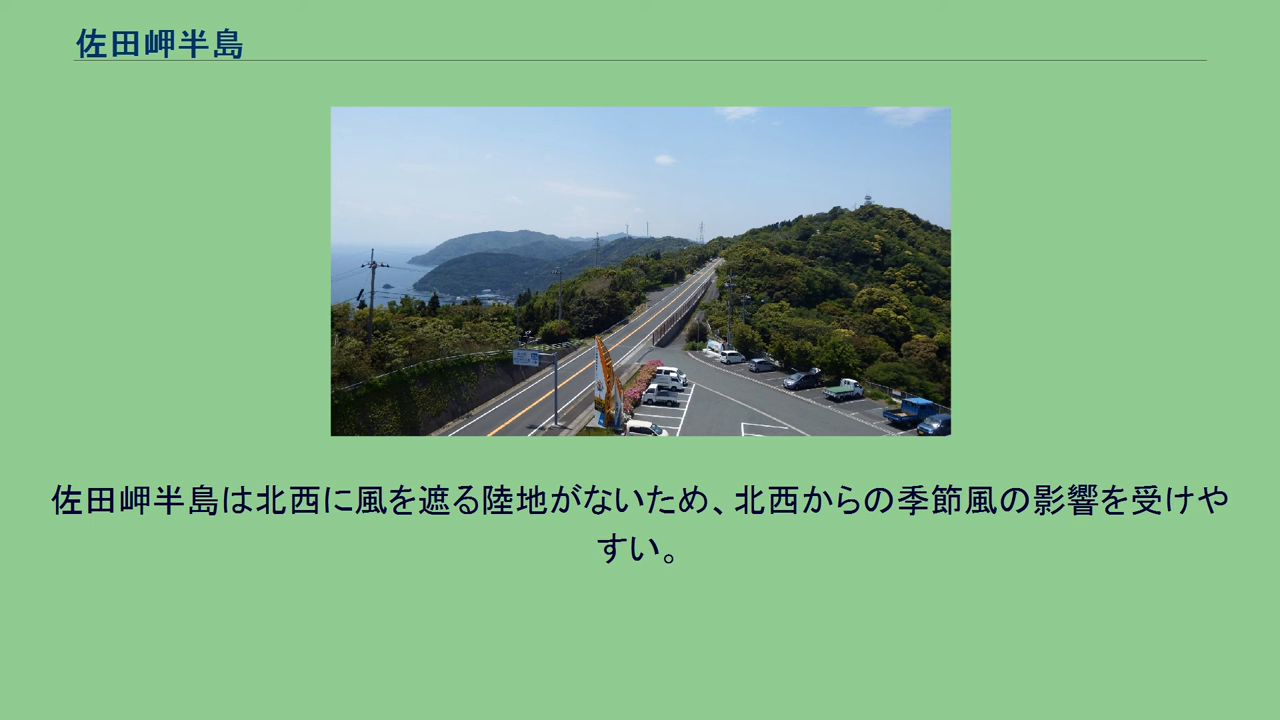 佐田岬半島
佐田岬半島は北西に風を遮る陸地がないため、北西からの季節風の影響を受けや
すい。